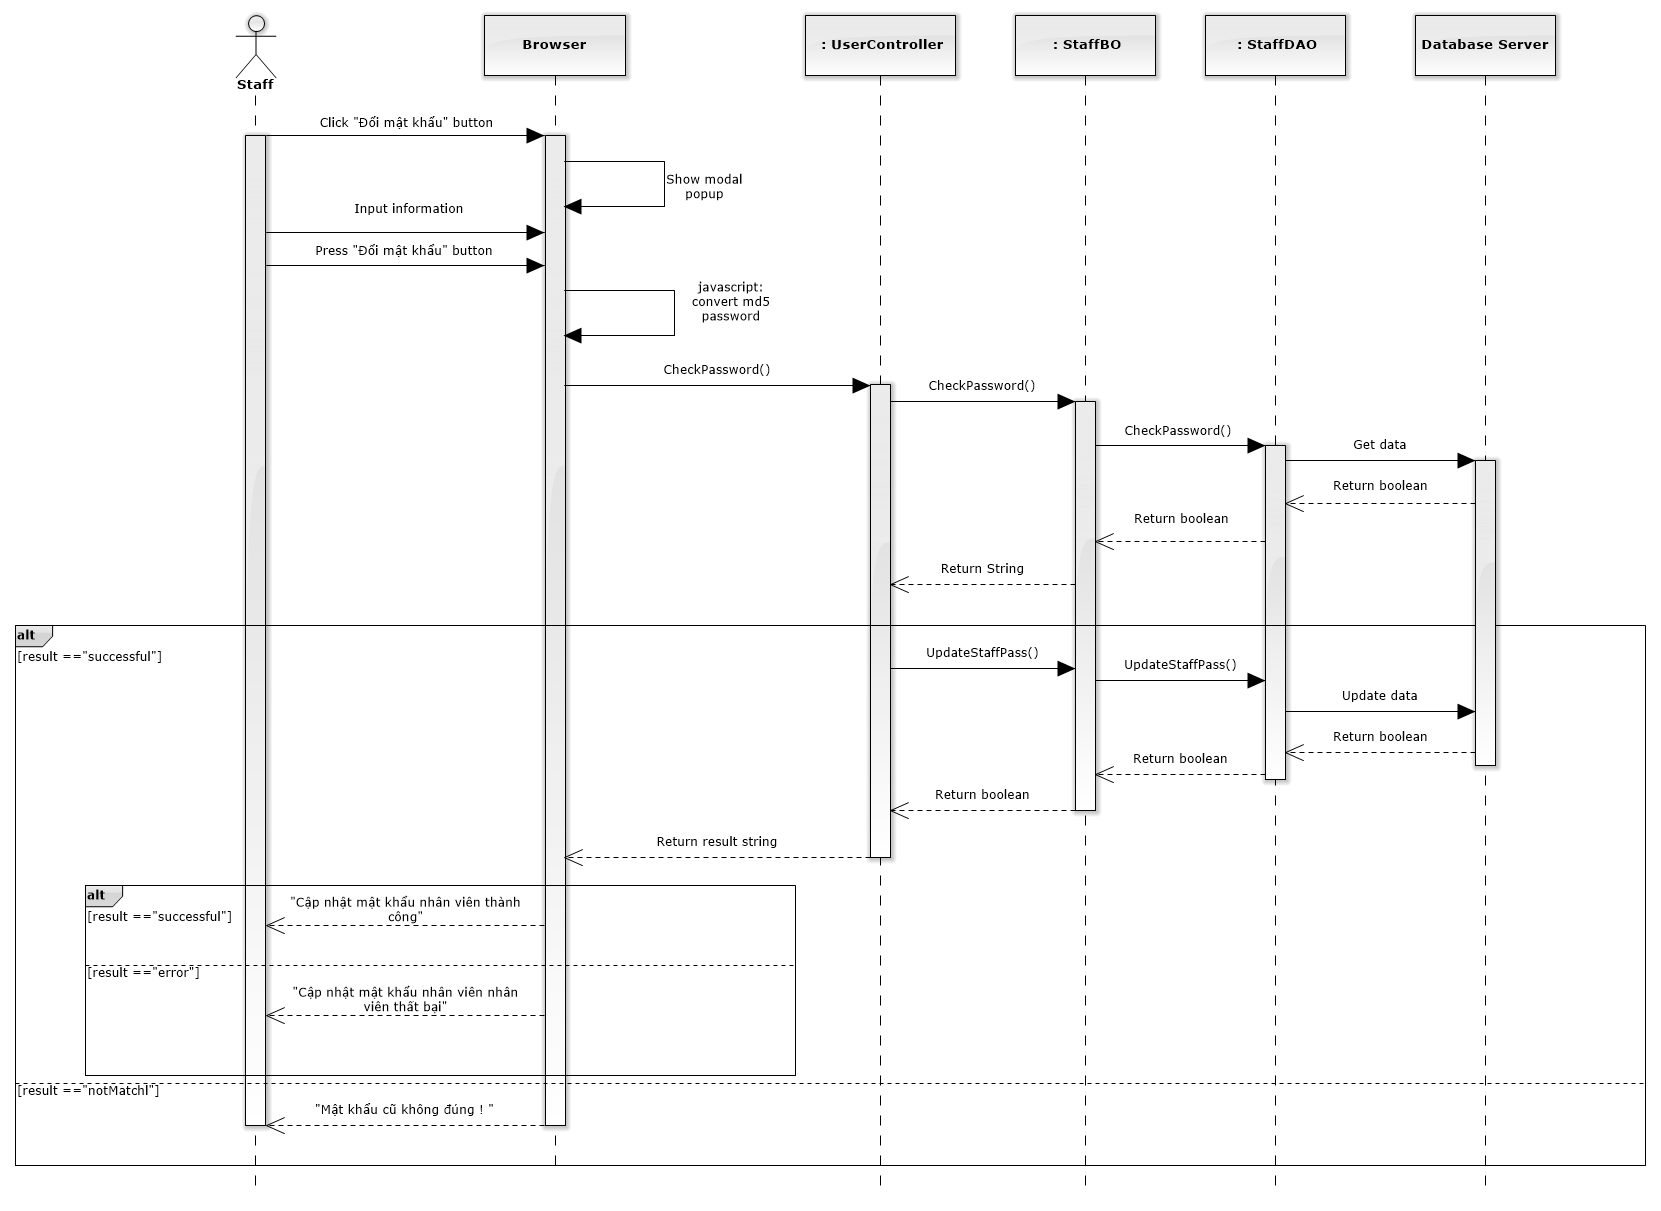 Staff
Browser
: UserController
: StaffBO
: StaffDAO
Database Server
Click "Đổi mật khẩu" button
Show modal
popup
Input information
Press "Đổi mật khẩu" button
javascript:
convert md5
password
CheckPassword()
CheckPassword()
CheckPassword()
Get data
Return boolean
Return boolean
Return String
alt
[result =="successful"]
UpdateStaffPass()
UpdateStaffPass()
Update data
Return boolean
Return boolean
Return boolean
Return result string
alt
[result =="successful"]
"Cập nhật mật khẩu nhân viên thành
công"
[result =="error"]
"Cập nhật mật khẩu nhân viên nhân
viên thất bại"
[result =="notMatchl"]
"Mật khẩu cũ không đúng ! "